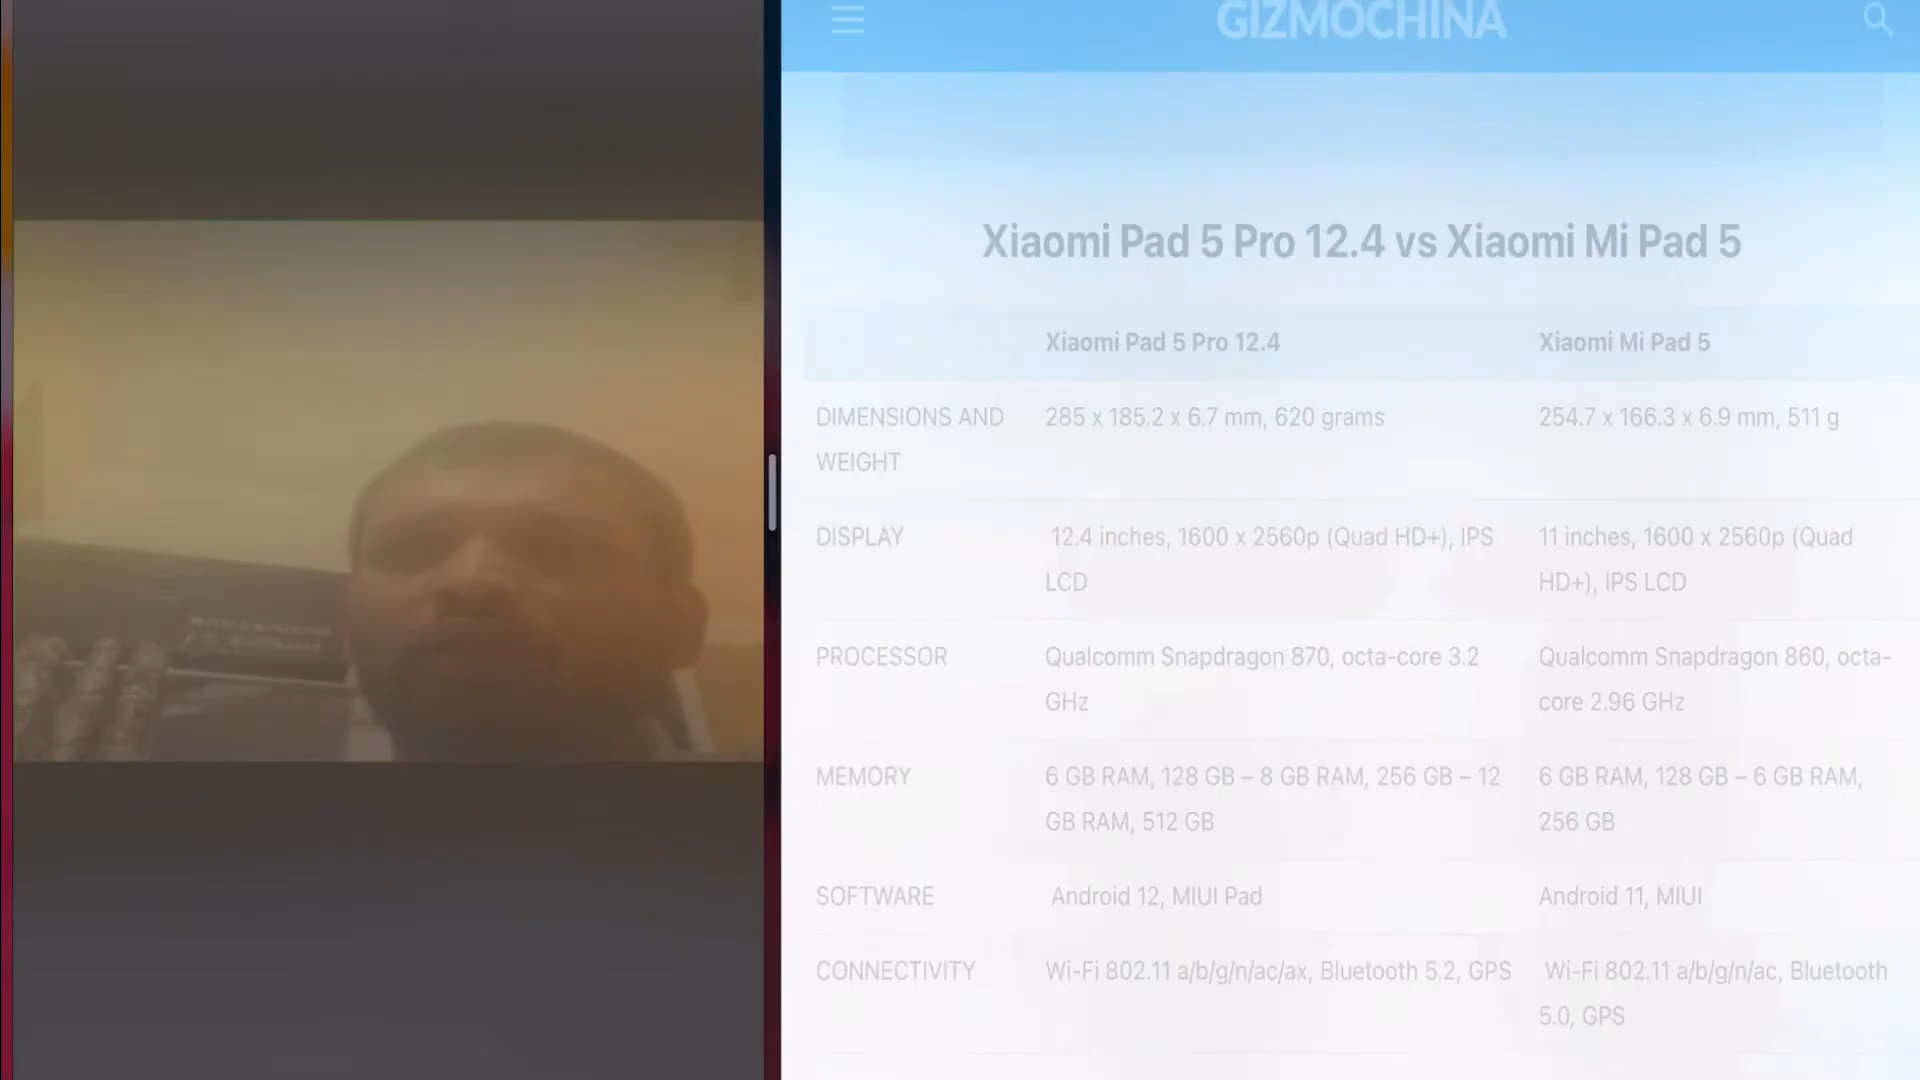 GIZMOCHINA
Xiaomi Pad 5 Pro 12.4 vs Xiaomi Mi Pad 5
Xiaomi Pad 5 Pro 12.4 Xiaomi Mi Pad 5
DIMENSIONS AND 285 x 185.2 x 6.7 mm, 620 grams 254.7 x 166.3 x 6.9 mm, 511 g
WEIGHT
DISPLAY 12.4 inches, 1600 x 2560p (Quad HD+), IPS 11 inches, 1600 x 2560p (Quad
LCD HD+), IPS LCD
PROCESSOR Qualcomm Snapdragon 870, octa-core 3.2 Qualcomm Snapdragon 860, octa-
GHz core 2.96 GHz
MEMORY 6 GB RAM, 128 GB – 8 GB RAM, 256 GB – 12 6 GB RAM, 128 GB – 6 GB RAM,
GB RAM, 512 GB 256 GB
SOFTWARE Android 12, MIUI Pad Android 11, MIUI
CONNECTIVITY Wi-Fi 802.11 a/b/g/n/ac/ax, Bluetooth 5.2, GPS Wi-Fi 802.11 a/b/g/n/ac, Bluetooth
5.0, GPS